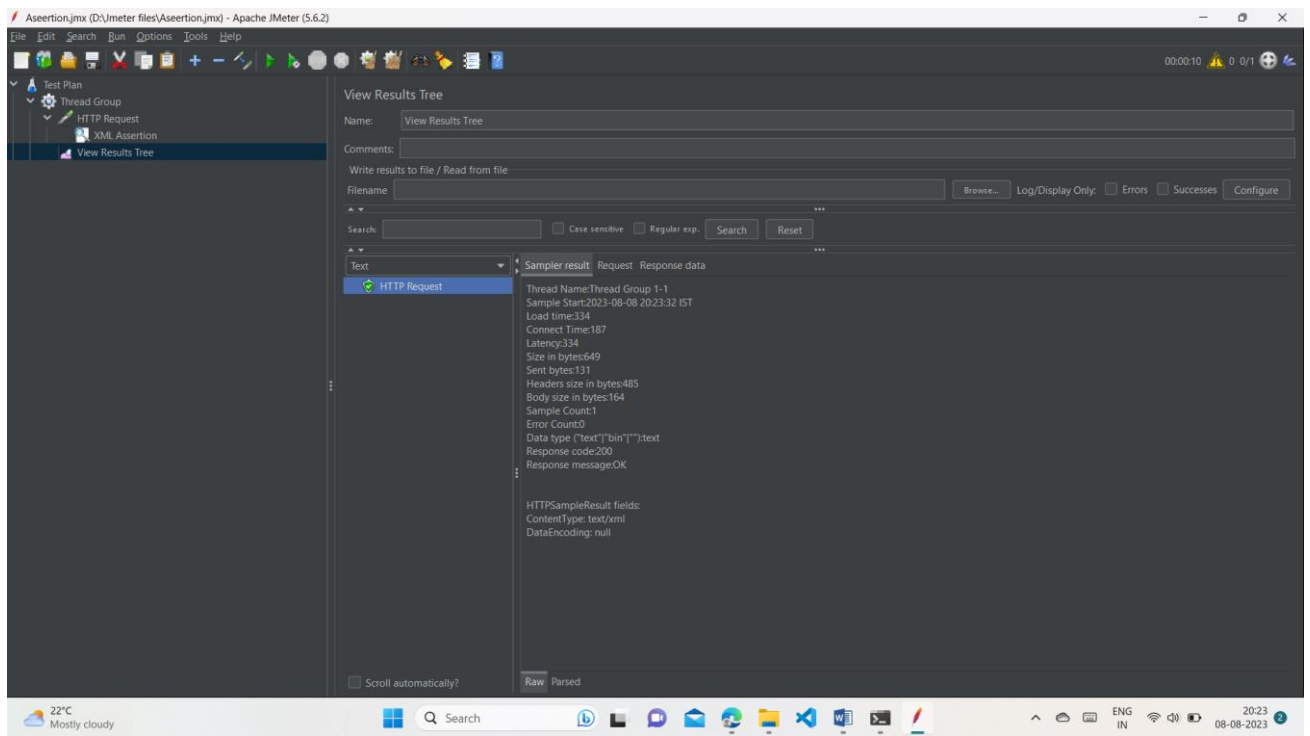 Aseertion.jmx (D:\Jmeter files\Aseertion.jmx) - Apache JMeter (5.6.2)
File Edit Search Run Options Tools Help
00:00:10 0 0/1
Test Plan
Thread Group
HTTP Request
XML Assertion
View Results Tree
View Results Tree
Name: View Results Tree
Comments:
Write results to file / Read from file
Filename Browse... Log/Display Only: Errors Successes Configure
Search: Case sensitive Regular exp. Search Reset
Text
HTTP Request
Scroll automatically?
Sampler result Request Response data
Thread Name:Thread Group 1-1
Sample Start:2023-08-08 20:23:32 IST
Load time:334
Connect Time:187
Latency:334
Size in bytes:649
Sent bytes:131
Headers size in bytes:485
Body size in bytes:164
Sample Count:1
Error Count:0
Data type ("text"|"bin"|""):text
Response code:200
Response message:OK
HTTPSampleResult fields:
ContentType: text/xml
DataEncoding: null
Raw Parsed
22°C
Mostly cloudy
Search
ENG
IN
20:23
08-08-2023
2